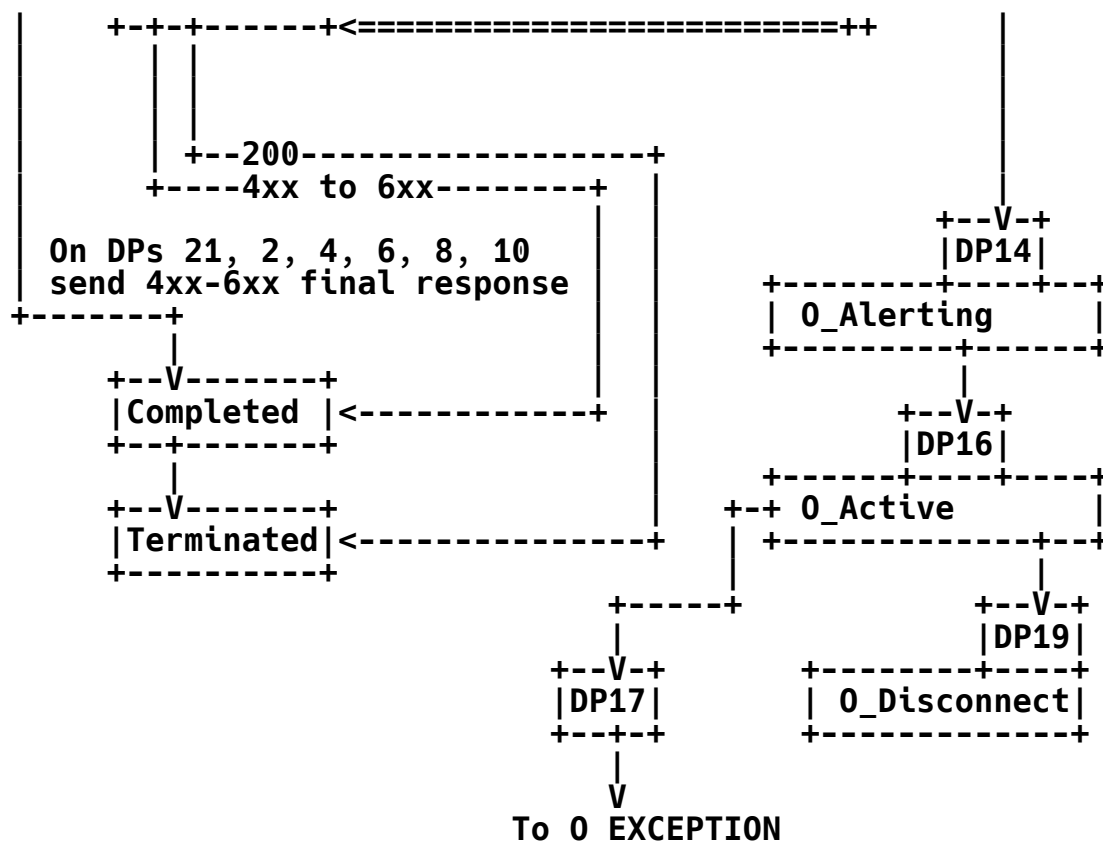 200
4xx to 6xx
On DPs 21, 2, 4, 6, 8, 10
DP14
send 4xx-6xx final response
O_Alerting
Completed
DP16
O_Active
Terminated
DP19
DP17
O_Disconnect
To O EXCEPTION